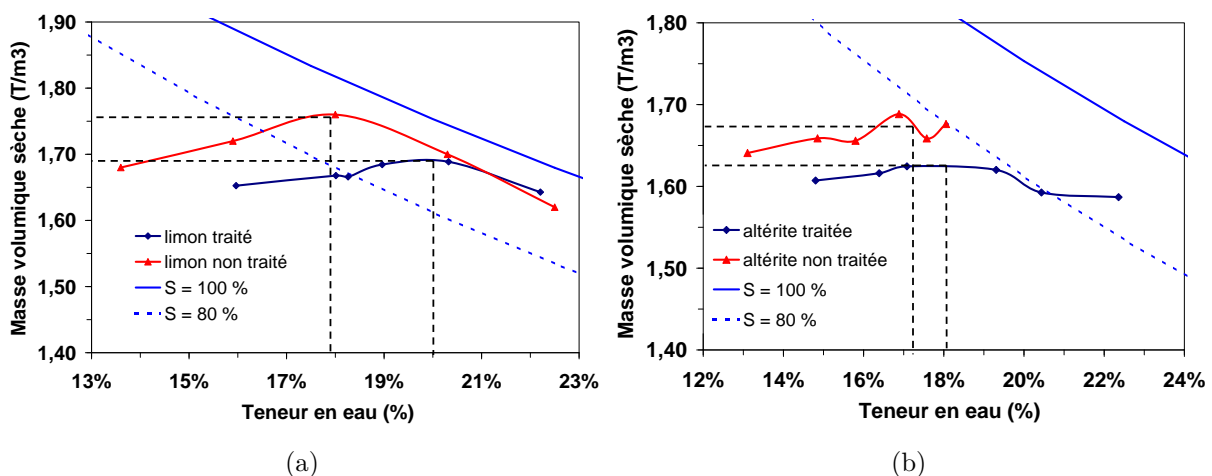 Masse volumique sèche (T/m3)
1,90
1,80
1,70
1,60
1,50
1,40
limon traité
limon non traité
S = 100 %
S = 80 %
13% 15% 17% 19% 21% 23%
Teneur en eau (%)
(a)
Masse volumique sèche (T/m3)
1,80
1,70
1,60
1,50
1,40
altérite traitée
altérite non traitée
S = 100 %
S = 80 %
12% 14% 16% 18% 20% 22% 24%
Teneur en eau (%)
(b)